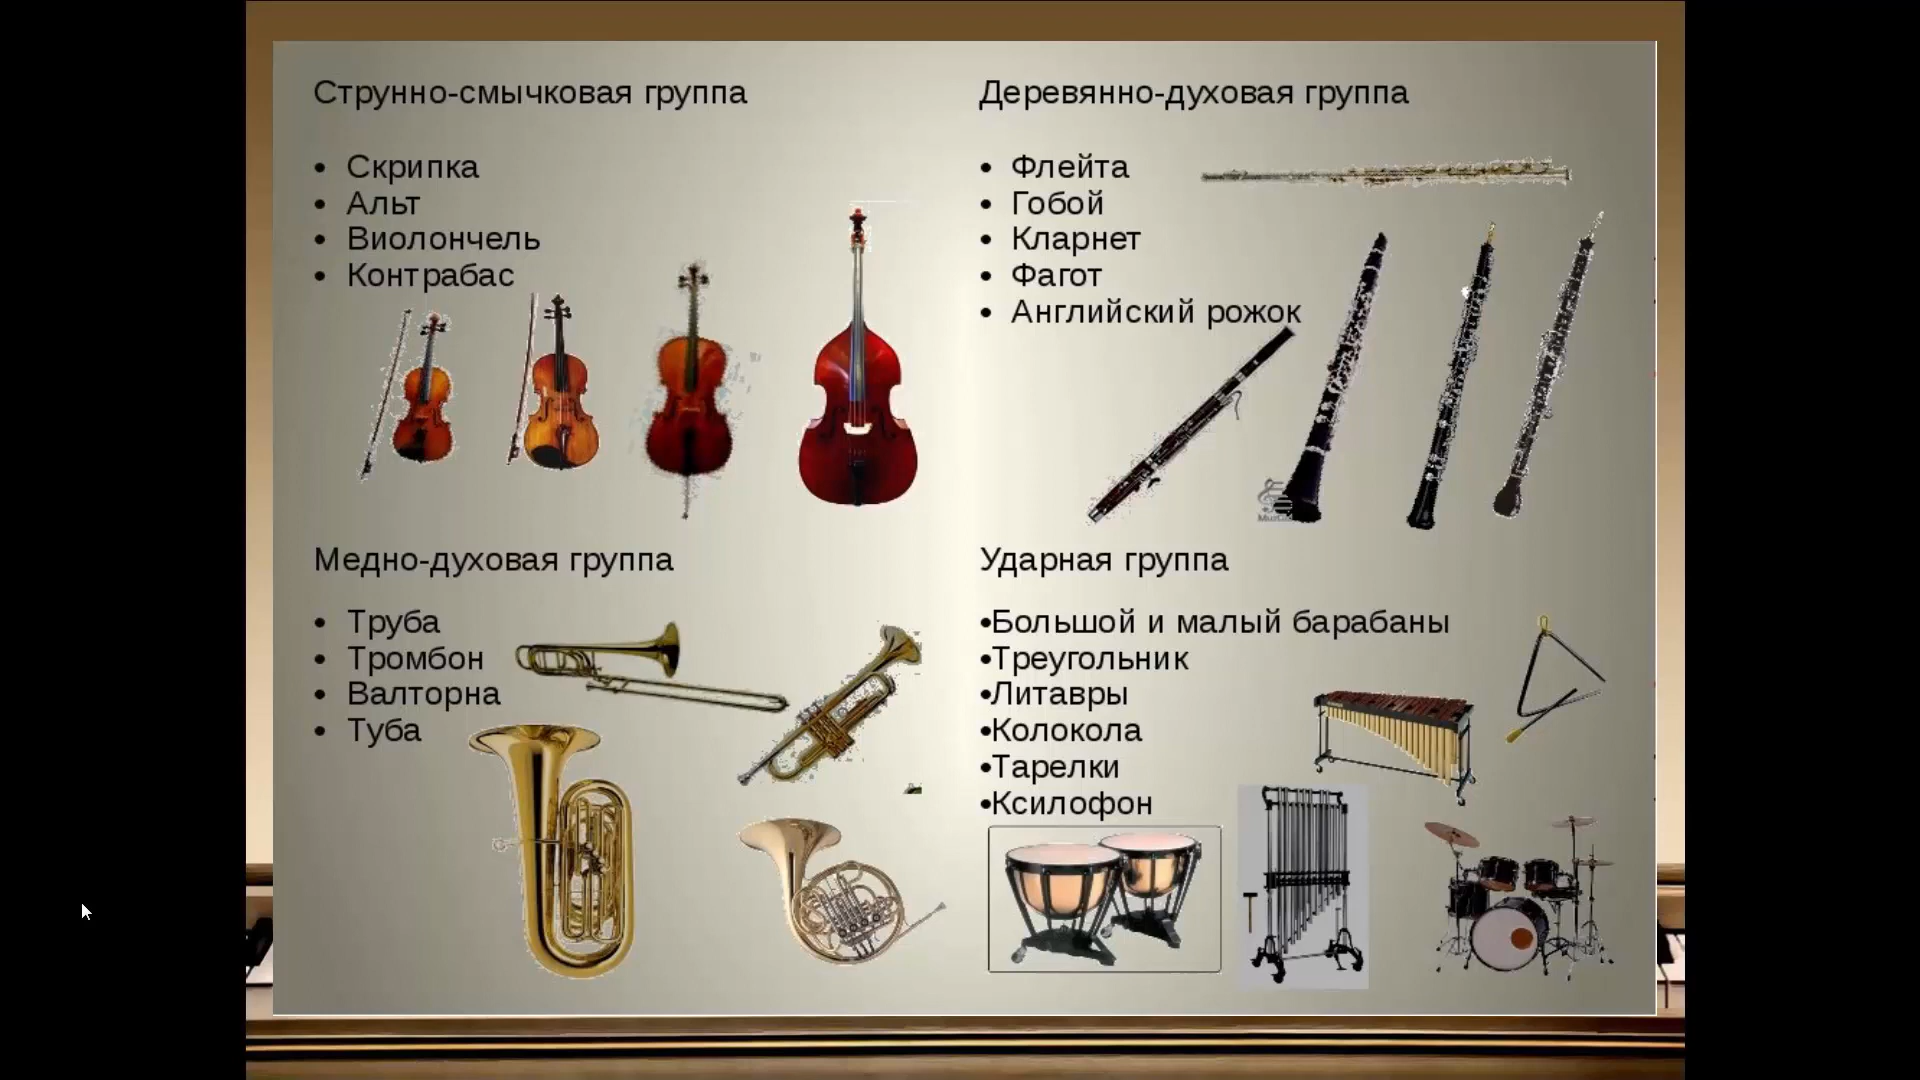 Струнно-смычковая группа
• Скрипка
• Альт
• Виолончель
• Контрабас
Деревянно-духовая группа
• Флейта
• Гобой
• Кларнет
• Фагот
• Английский рожок
Медно-духовая группа
• Труба
• Тромбон
• Валторна
• Туба
Ударная группа
•Большой и малый барабаны
•Треугольник
•Литавры
•Колокола
•Тарелки
•Ксилофон